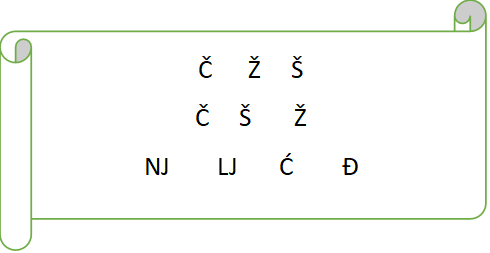 Č Ž Š
Č Š Ž
NJ LJ Ć Đ